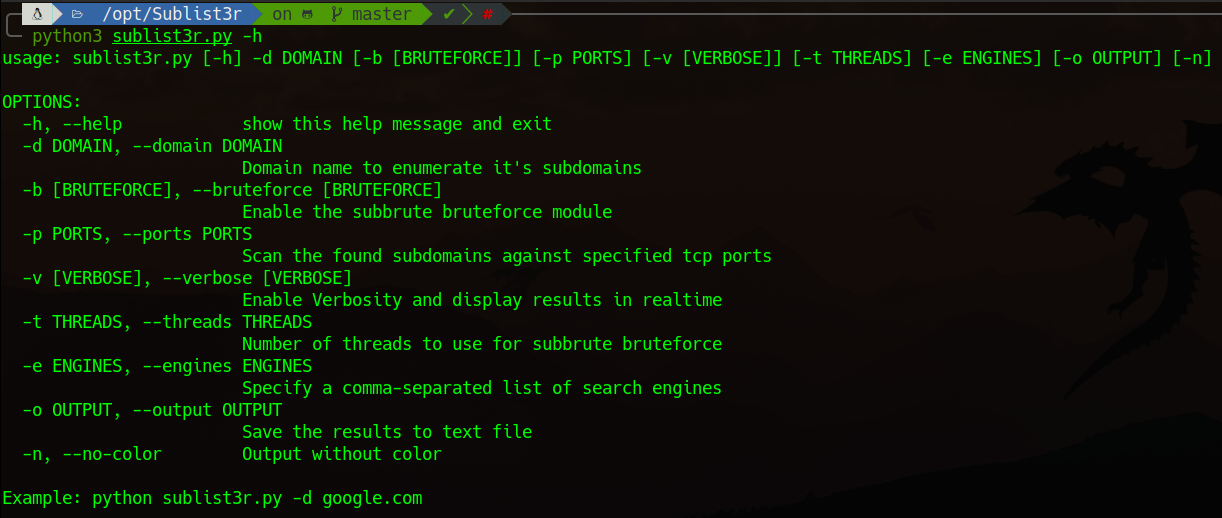 /opt/Sublist3r on master ✔ #
python3 sublist3r.py -h
usage: sublist3r.py [-h] -d DOMAIN [-b [BRUTEFORCE]] [-p PORTS] [-v [VERBOSE]] [-t THREADS] [-e ENGINES] [-o OUTPUT] [-n]

OPTIONS:
  -h, --help            show this help message and exit
  -d DOMAIN, --domain DOMAIN
                        Domain name to enumerate it's subdomains
  -b [BRUTEFORCE], --bruteforce [BRUTEFORCE]
                        Enable the subbrute bruteforce module
  -p PORTS, --ports PORTS
                        Scan the found subdomains against specified tcp ports
  -v [VERBOSE], --verbose [VERBOSE]
                        Enable Verbosity and display results in realtime
  -t THREADS, --threads THREADS
                        Number of threads to use for subbrute bruteforce
  -e ENGINES, --engines ENGINES
                        Specify a comma-separated list of search engines
  -o OUTPUT, --output OUTPUT
                        Save the results to text file
  -n, --no-color        Output without color

Example: python sublist3r.py -d google.com